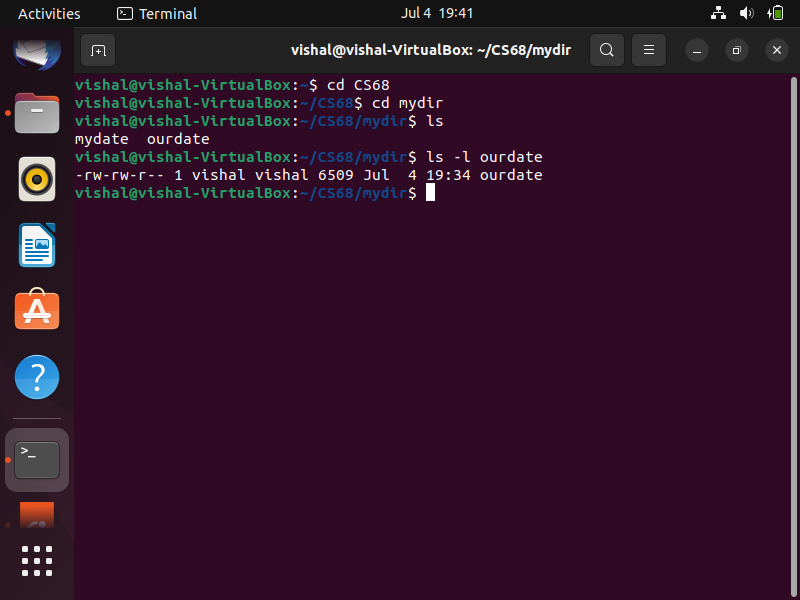 Activities Terminal Jul 4 19:41
vishal@vishal-VirtualBox: ~/CS68/mydir
vishal@vishal-VirtualBox:~$ cd CS68
vishal@vishal-VirtualBox:~/CS68$ cd mydir
vishal@vishal-VirtualBox:~/CS68/mydir$ ls
mydate  ourdate
vishal@vishal-VirtualBox:~/CS68/mydir$ ls -l ourdate
-rw-rw-r-- 1 vishal vishal 6509 Jul  4 19:34 ourdate
vishal@vishal-VirtualBox:~/CS68/mydir$